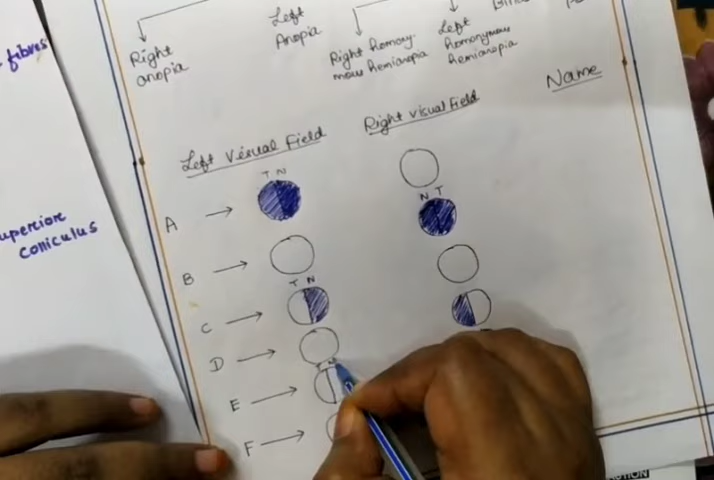 fibres
Right
anopia
Left
Anopia
Right homony-
mous hemianopia
Left
homonymous
hemianopia
Name
Left Visual Field
Right Visual Field
T N
A →
N T
B →
T N
C →
D →
E →
F →
uperior
colliculus